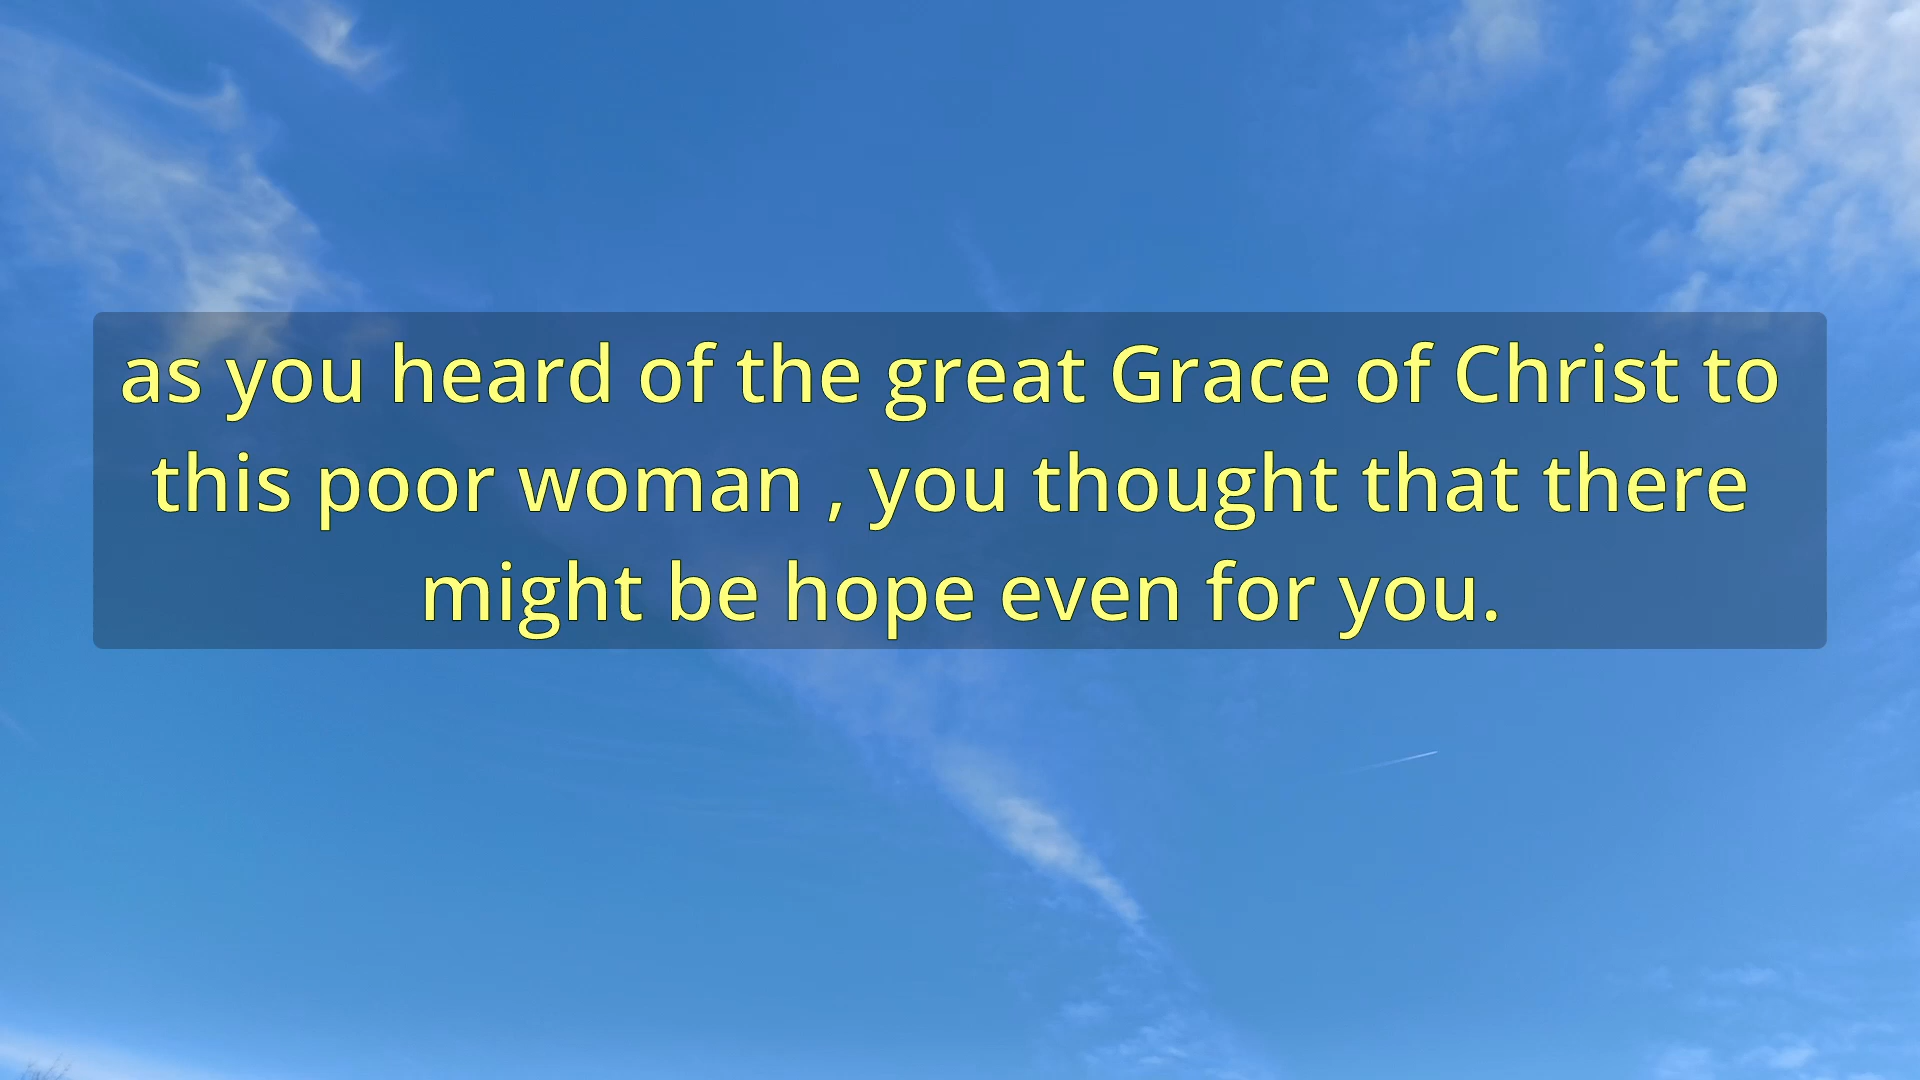 as you heard of the great Grace of Christ to
this poor woman , you thought that there
might be hope even for you.